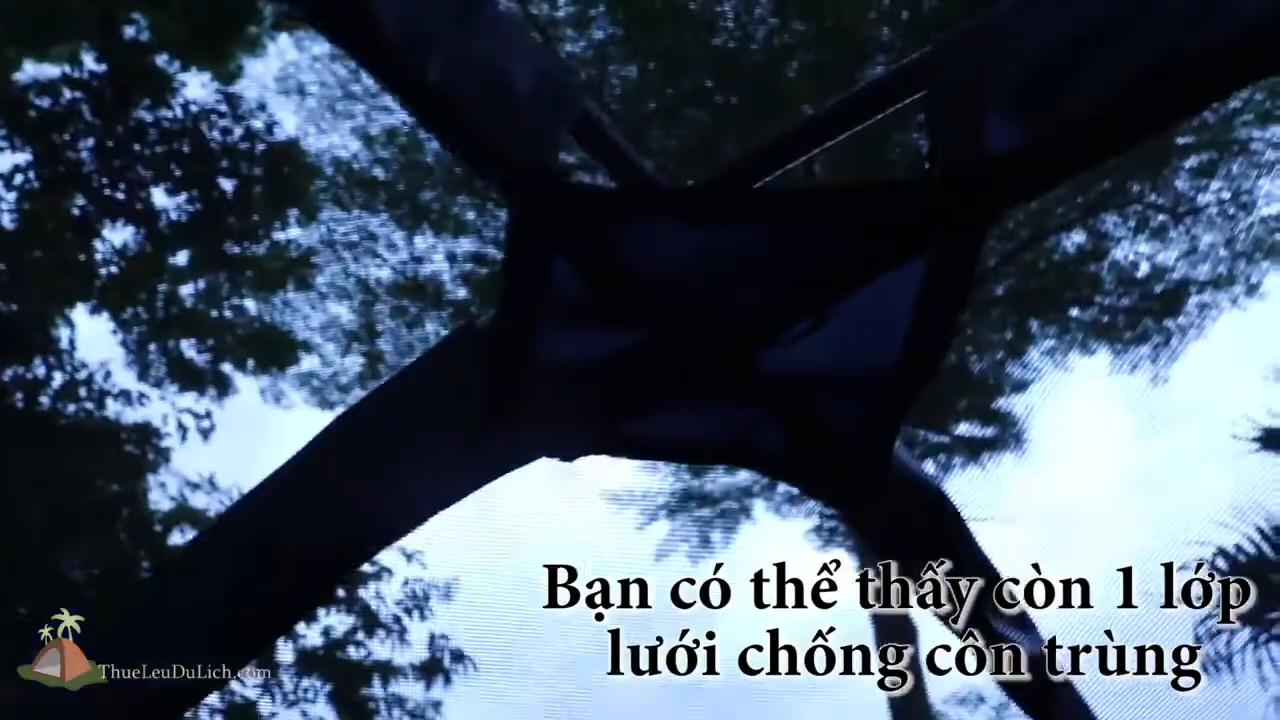 Bạn có thể thấy còn 1 lớp
lưới chống côn trùng
ThueLeuDuLich.com